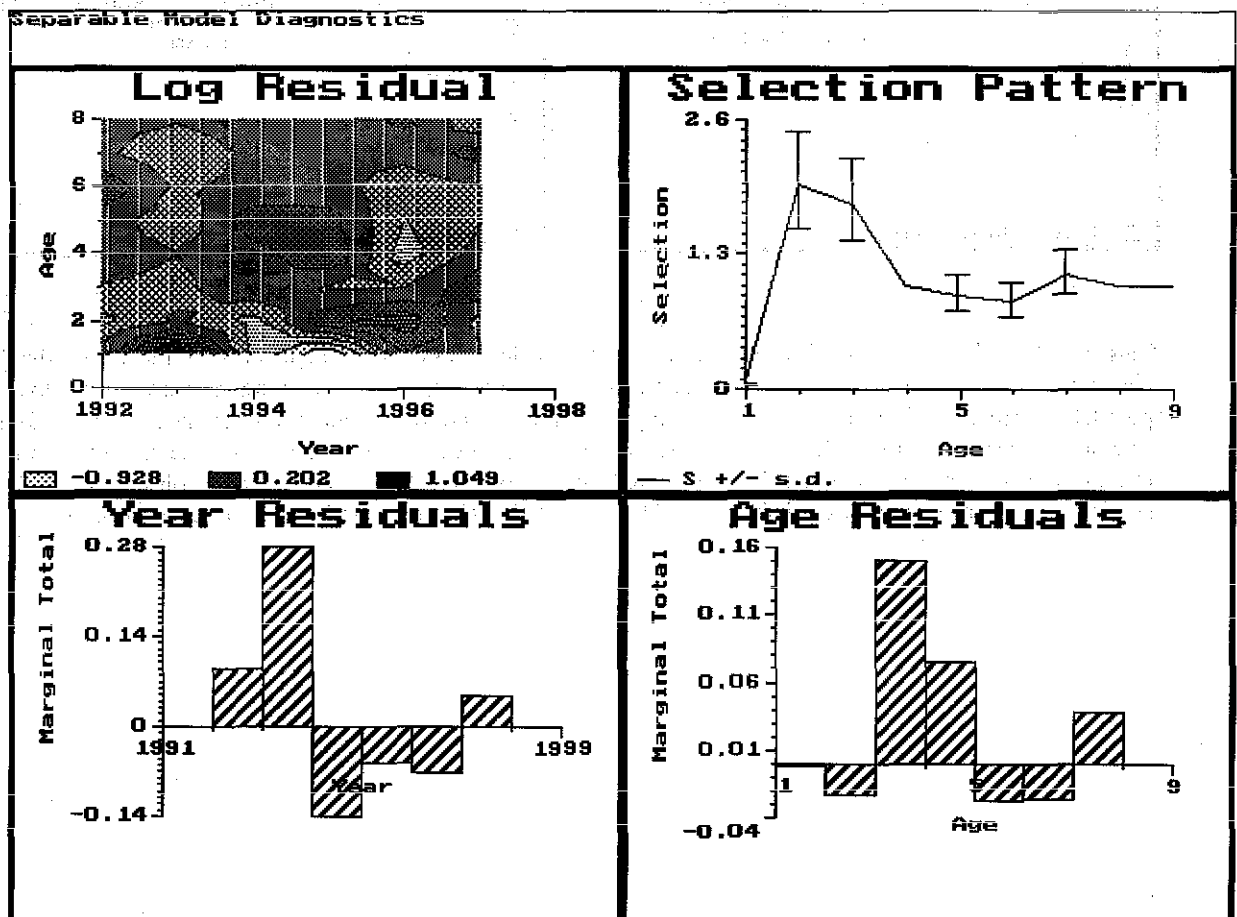 Separable Model Diagnostics
Log Residual
8
6
4
2
0
Age
1992 1994 1996 1998
Year
-0.928 0.202 1.049
Selection Pattern
2.6
1.3
0
Selection
1 5 9
Age
S +/- s.d.
Year Residuals
0.28
0.14
0
-0.14
Marginal Total
1991 1999
Year
Age Residuals
0.16
0.11
0.06
0.01
-0.04
Marginal Total
1 5 9
Age